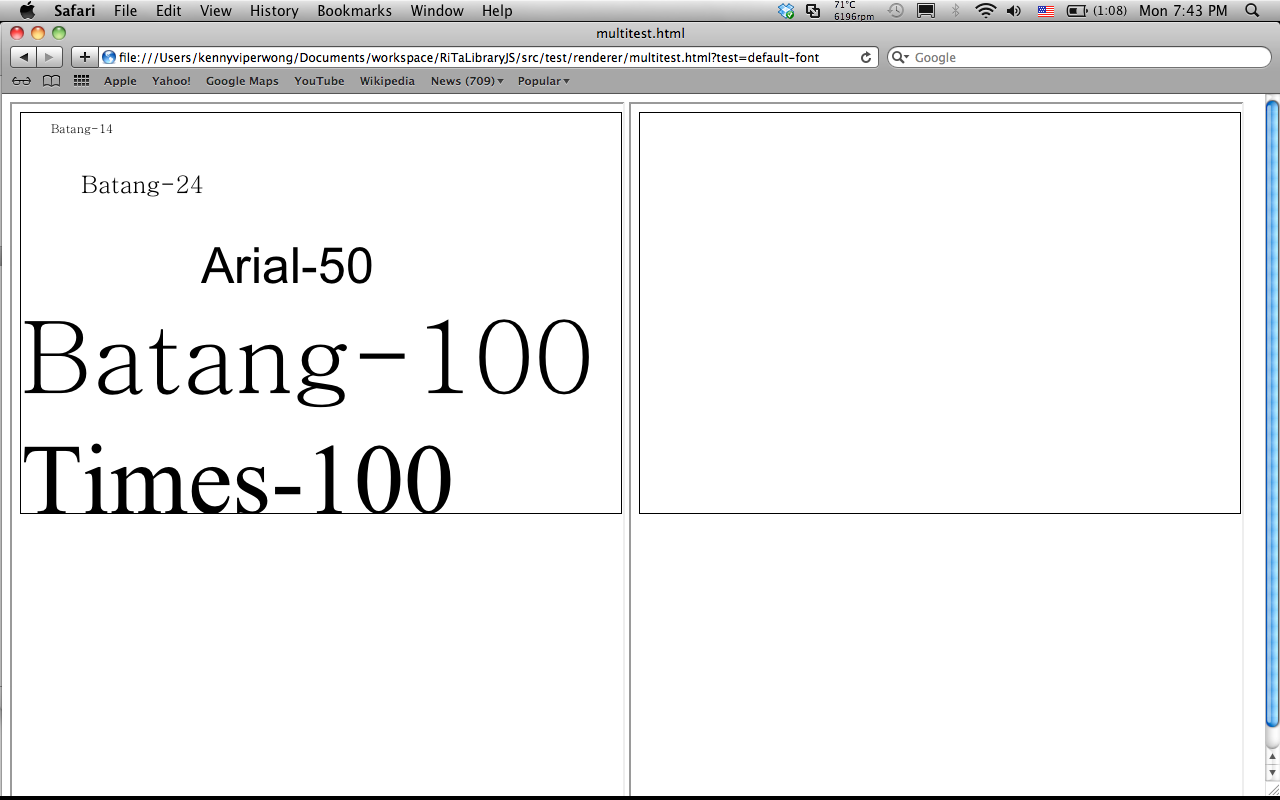 Safari File Edit View History Bookmarks Window Help 71°C 6196rpm (1:08) Mon 7:43 PM
multitest.html
file:///Users/kennyviperwong/Documents/workspace/RiTaLibraryJS/src/test/renderer/multitest.html?test=default-font Google
Apple Yahoo! Google Maps YouTube Wikipedia News (709) Popular
Batang-14
Batang-24
Arial-50
Batang-100
Times-100